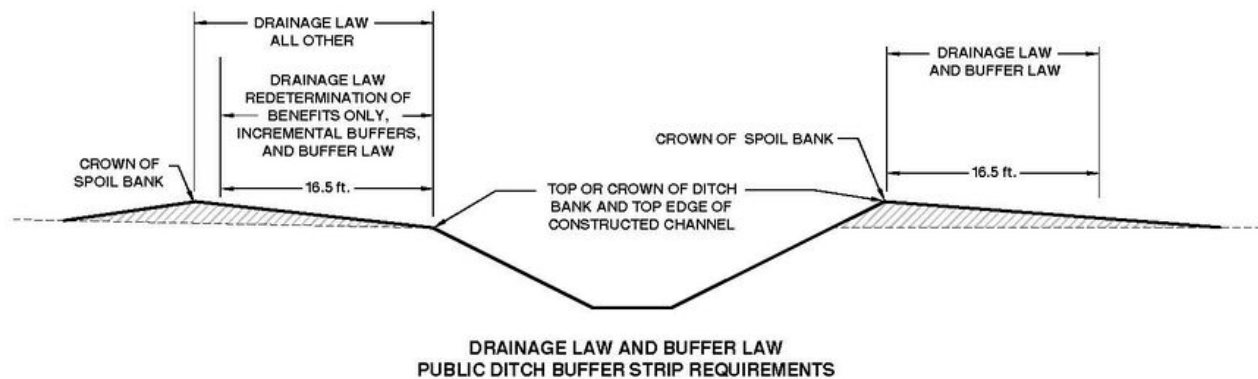 DRAINAGE LAW
ALL OTHER
DRAINAGE LAW
REDETERMINATION OF
BENEFITS ONLY,
INCREMENTAL BUFFERS,
AND BUFFER LAW
CROWN OF
SPOIL BANK
16.5 ft.
TOP OR CROWN OF DITCH
BANK AND TOP EDGE OF
CONSTRUCTED CHANNEL
DRAINAGE LAW
AND BUFFER LAW
CROWN OF SPOIL BANK
16.5 ft.
DRAINAGE LAW AND BUFFER LAW
PUBLIC DITCH BUFFER STRIP REQUIREMENTS